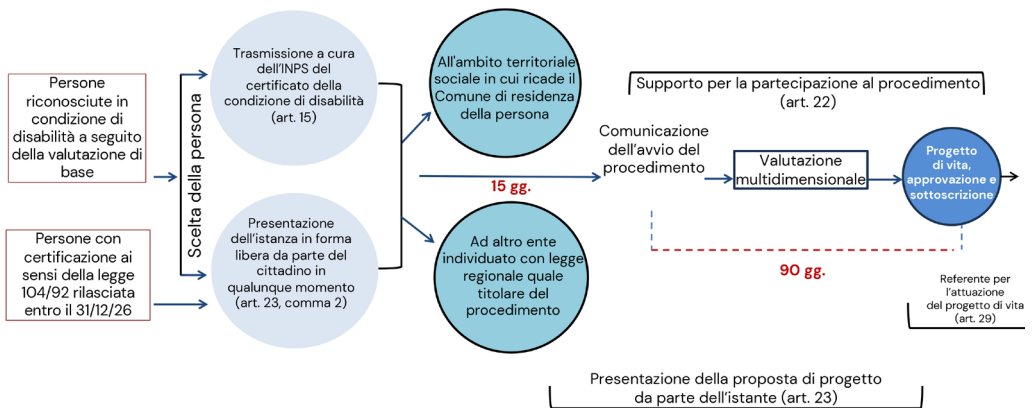 Persone
riconosciute in
condizione di
disabilità a seguito
della valutazione di
base
Persone con
certificazione ai
sensi della legge
104/92 rilasciata
entro il 31/12/26
Scelta della persona
Trasmissione a cura
dell'INPS del
certificato della
condizione di disabilità
(art. 15)
Presentazione
dell'istanza in forma
libera da parte del
cittadino in
qualunque momento
(art. 23, comma 2)
All'ambito territoriale
sociale in cui ricade il
Comune di residenza
della persona
Ad altro ente
individuato con legge
regionale quale
titolare del
procedimento
15 gg.
Supporto per la partecipazione al procedimento
(art. 22)
Comunicazione
dell'avvio del
procedimento
Valutazione
multidimensionale
Progetto
di vita,
approvazione e
sottoscrizione
90 gg.
Referente per
l'attuazione
del progetto di vita
(art. 29)
Presentazione della proposta di progetto
da parte dell'istante (art. 23)